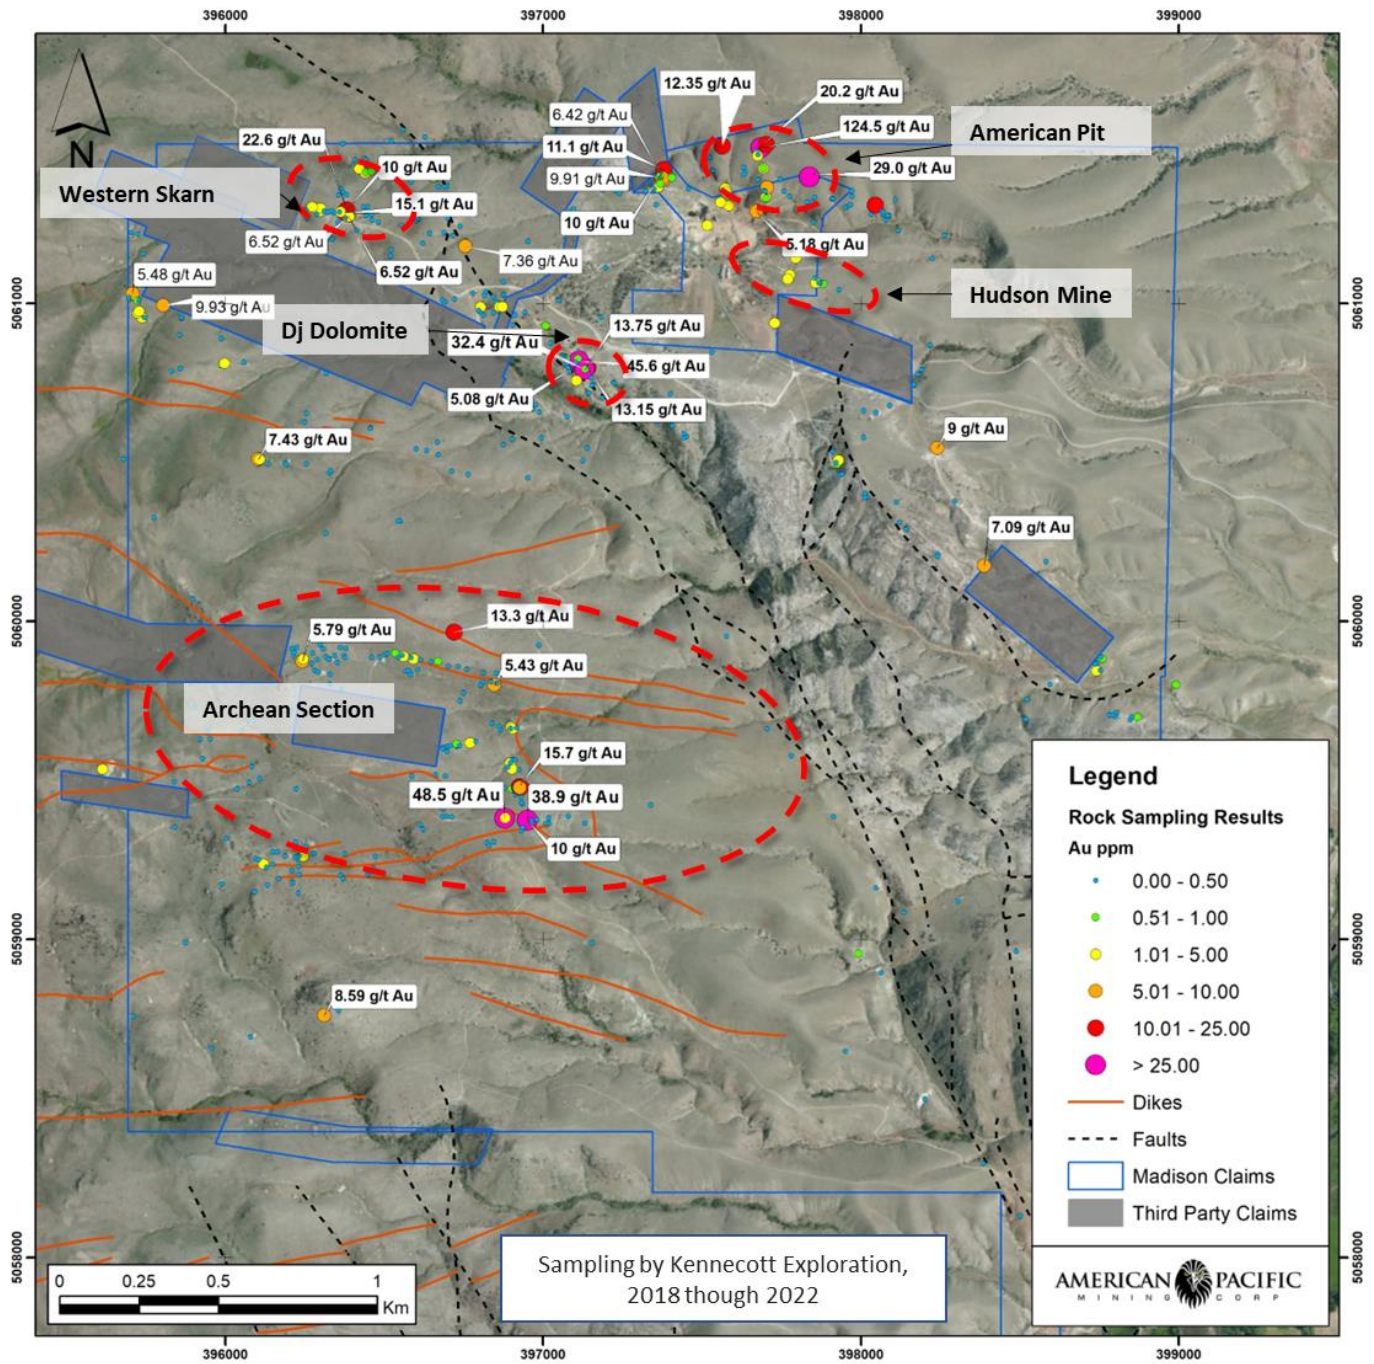 396000
397000
398000
399000
12.35 g/t Au
20.2 g/t Au
6.42 g/t Au
124.5 g/t Au
American Pit
22.6 g/t Au
11.1 g/t Au
N
10 g/t Au
9.91 g/t Au
29.0 g/t Au
Western Skarn
15.1 g/t Au
10 g/t Au
6.52 g/t Au
5.18 g/t Au
7.36 g/t Au
6.52 g/t Au
5.48 g/t Au
Hudson Mine
5061000
9.93 g/t Au
5061000
Dj Dolomite
13.75 g/t Au
32.4 g/t Au
45.6 g/t Au
5.08 g/t Au
13.15 g/t Au
7.43 g/t Au
9 g/t Au
7.09 g/t Au
5060000
5060000
13.3 g/t Au
5.79 g/t Au
5.43 g/t Au
Archean Section
15.7 g/t Au
48.5 g/t Au
38.9 g/t Au
10 g/t Au
5059000
5059000
8.59 g/t Au
Legend
Rock Sampling Results
Au ppm
0.00 - 0.50
0.51 - 1.00
1.01 - 5.00
5.01 - 10.00
10.01 - 25.00
> 25.00
Dikes
Faults
Madison Claims
Third Party Claims
AMERICAN PACIFIC
MINING CORP
5058000
5058000
Sampling by Kennecott Exploration,
2018 though 2022
0 0.25 0.5 1
Km
396000
397000
398000
399000